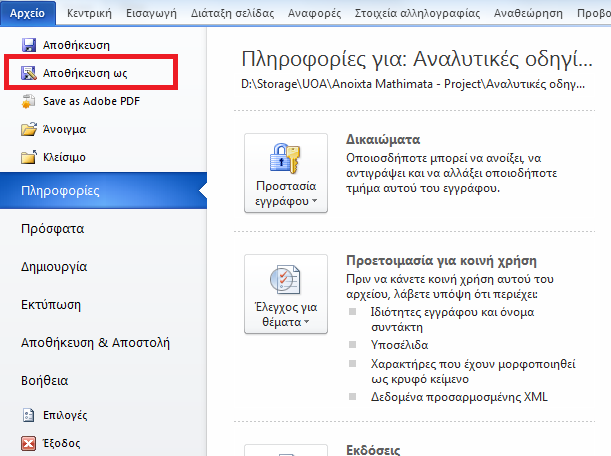 Αρχείο Κεντρική Εισαγωγή Διάταξη σελίδας Αναφορές Στοιχεία αλληλογραφίας Αναθεώρηση
Αποθήκευση
Αποθήκευση ως
Save as Adobe PDF
Άνοιγμα
Κλείσιμο
Πληροφορίες
Πρόσφατα
Δημιουργία
Εκτύπωση
Αποθήκευση & Αποστολή
Βοήθεια
Επιλογές
Έξοδος
Πληροφορίες για: Αναλυτικές οδηγί...
D:\Storage\UOA\Anoixta Mathimata - Project\Αναλυτικές οδηγ...
Προστασία
εγγράφου
Δικαιώματα
Οποιοσδήποτε μπορεί να ανοίξει, να
αντιγράψει και να αλλάξει οποιοδήποτε
τμήμα αυτού του εγγράφου.
Έλεγχος για
θέματα
Προετοιμασία για κοινή χρήση
Πριν να κάνετε κοινή χρήση αυτού του
αρχείου, λάβετε υπόψη ότι περιέχει:
Ιδιότητες εγγράφου και όνομα
συντάκτη
Υποσέλιδα
Χαρακτήρες που έχουν μορφοποιηθεί
ως κρυφό κείμενο
Δεδομένα προσαρμοσμένης XML
Εκδόσεις